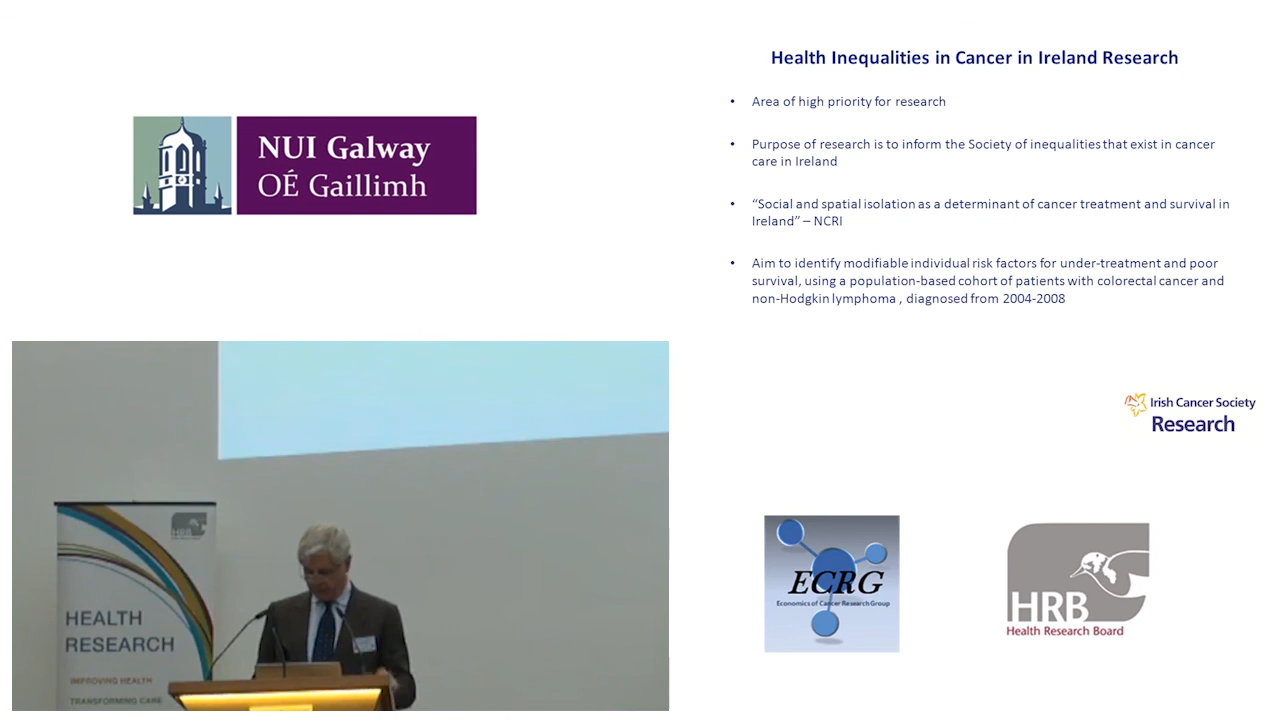 NUI Galway
OÉ Gaillimh
Health Inequalities in Cancer in Ireland Research
• Area of high priority for research
• Purpose of research is to inform the Society of inequalities that exist in cancer
care in Ireland
• “Social and spatial isolation as a determinant of cancer treatment and survival in
Ireland” – NCRI
• Aim to identify modifiable individual risk factors for under-treatment and poor
survival, using a population-based cohort of patients with colorectal cancer and
non-Hodgkin lymphoma , diagnosed from 2004-2008
Irish Cancer Society
Research
HRB
HEALTH
RESEARCH
IMPROVING HEALTH
TRANSFORMING CARE
ECRG
Economics of Cancer Research Group
HRB
Health Research Board